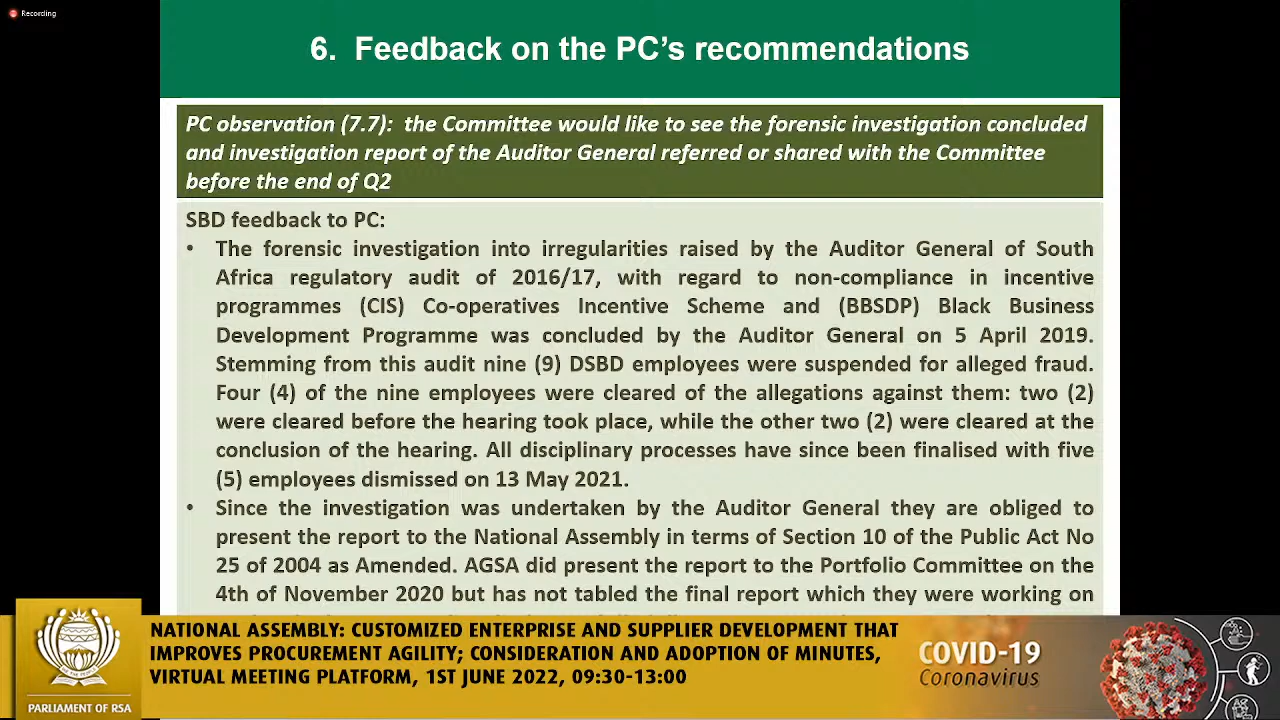 Recording
6. Feedback on the PC’s recommendations
PC observation (7.7): the Committee would like to see the forensic investigation concluded
and investigation report of the Auditor General referred or shared with the Committee
before the end of Q2
SBD feedback to PC:
• The forensic investigation into irregularities raised by the Auditor General of South
Africa regulatory audit of 2016/17, with regard to non-compliance in incentive
programmes (CIS) Co-operatives Incentive Scheme and (BBSDP) Black Business
Development Programme was concluded by the Auditor General on 5 April 2019.
Stemming from this audit nine (9) DSBD employees were suspended for alleged fraud.
Four (4) of the nine employees were cleared of the allegations against them: two (2)
were cleared before the hearing took place, while the other two (2) were cleared at the
conclusion of the hearing. All disciplinary processes have since been finalised with five
(5) employees dismissed on 13 May 2021.
• Since the investigation was undertaken by the Auditor General they are obliged to
present the report to the National Assembly in terms of Section 10 of the Public Act No
25 of 2004 as Amended. AGSA did present the report to the Portfolio Committee on the
4th of November 2020 but has not tabled the final report which they were working on
NATIONAL ASSEMBLY: CUSTOMIZED ENTERPRISE AND SUPPLIER DEVELOPMENT THAT
IMPROVES PROCUREMENT AGILITY; CONSIDERATION AND ADOPTION OF MINUTES,
VIRTUAL MEETING PLATFORM, 1ST JUNE 2022, 09:30-13:00
PARLIAMENT OF RSA
COVID-19
Coronavirus